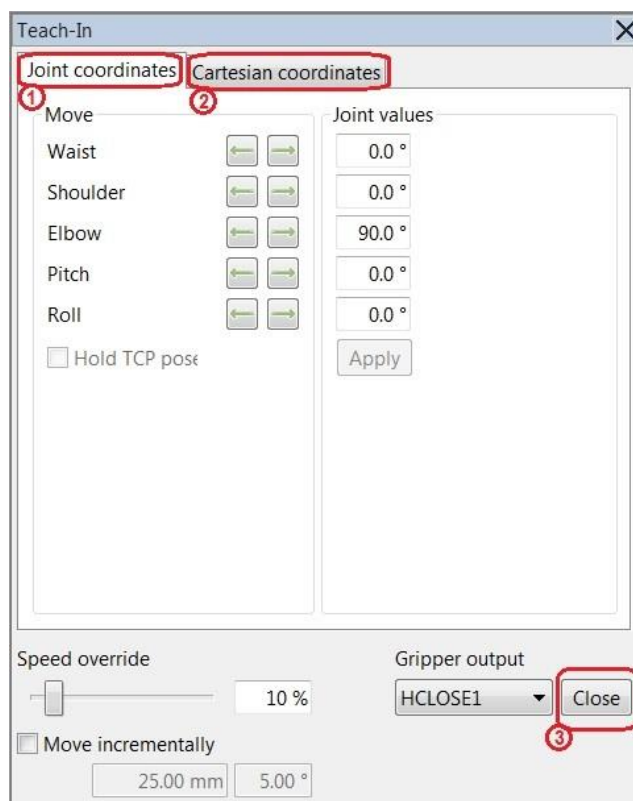 Teach-In
Joint coordinates Cartesian coordinates
1 2
Move Joint values
Waist 0.0 °
Shoulder 0.0 °
Elbow 90.0 °
Pitch 0.0 °
Roll 0.0 °
Hold TCP pose Apply
Speed override Gripper output
10 % HCLOSE1 Close
3
Move incrementally
25.00 mm 5.00 °